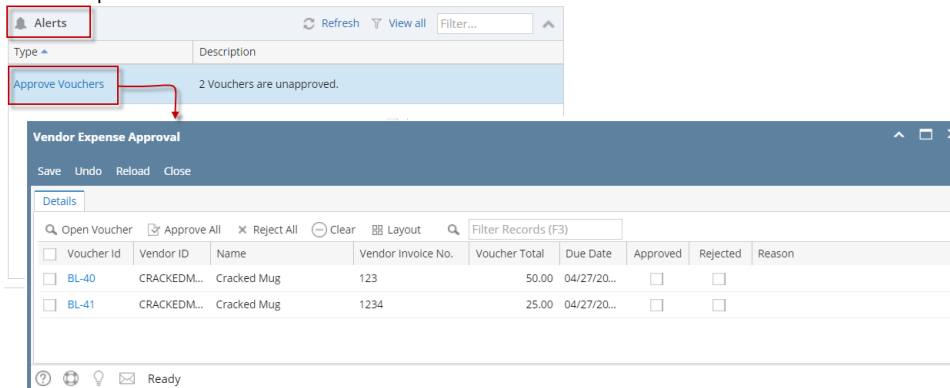 Alerts Refresh View all Filter...
Type Description
Approve Vouchers 2 Vouchers are unapproved.
Vendor Expense Approval
Save Undo Reload Close
Details
Open Voucher Approve All Reject All Clear Layout Filter Records (F3)
Voucher Id Vendor ID Name Vendor Invoice No. Voucher Total Due Date Approved Rejected Reason
BL-40 CRACKEDM... Cracked Mug 123 50.00 04/27/20...
BL-41 CRACKEDM... Cracked Mug 1234 25.00 04/27/20...
Ready